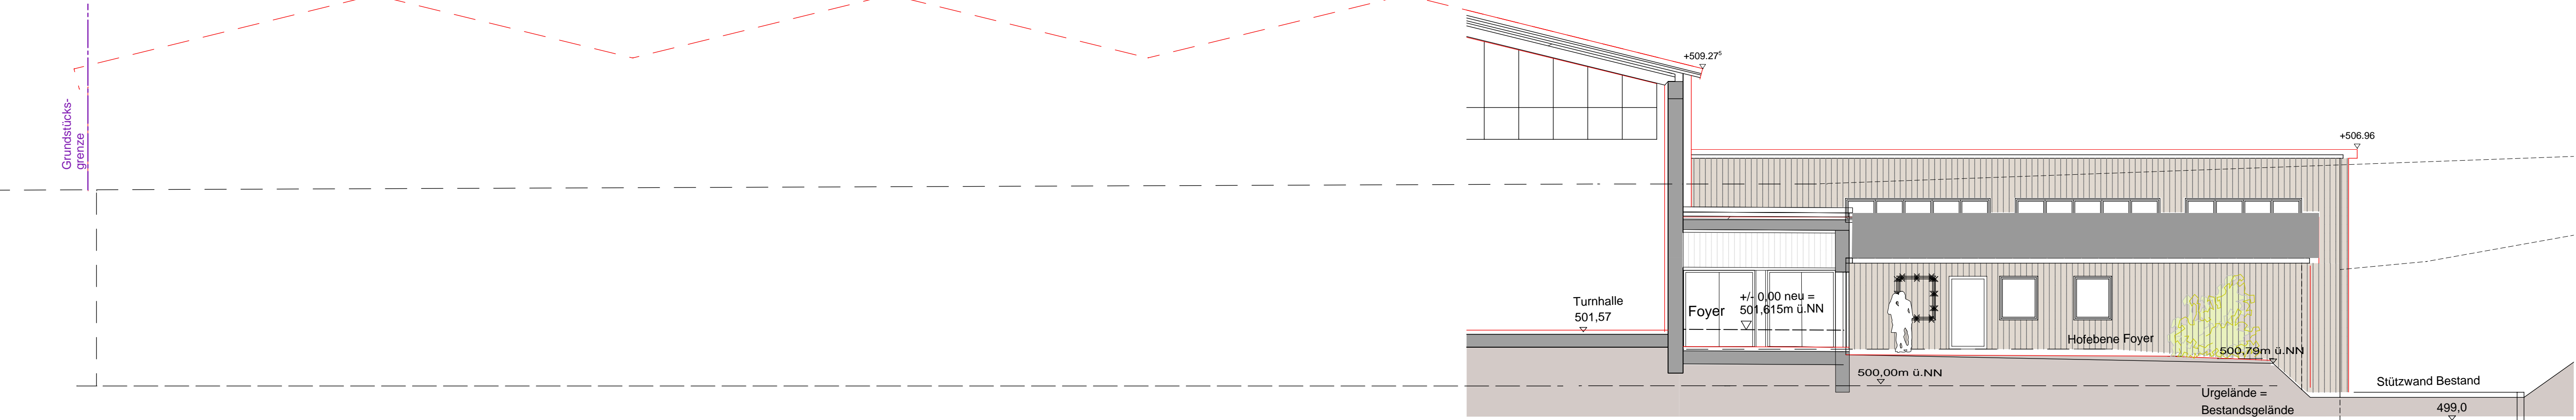 +509.27⁵
Grundstücks-
grenze
+506.96
Turnhalle
501,57
Foyer
+/- 0,00 neu =
501,615m ü.NN
Hofebene Foyer
500,79m ü.NN
500,00m ü.NN
Urgelände =
Bestandsgelände
Stützwand Bestand
499,0